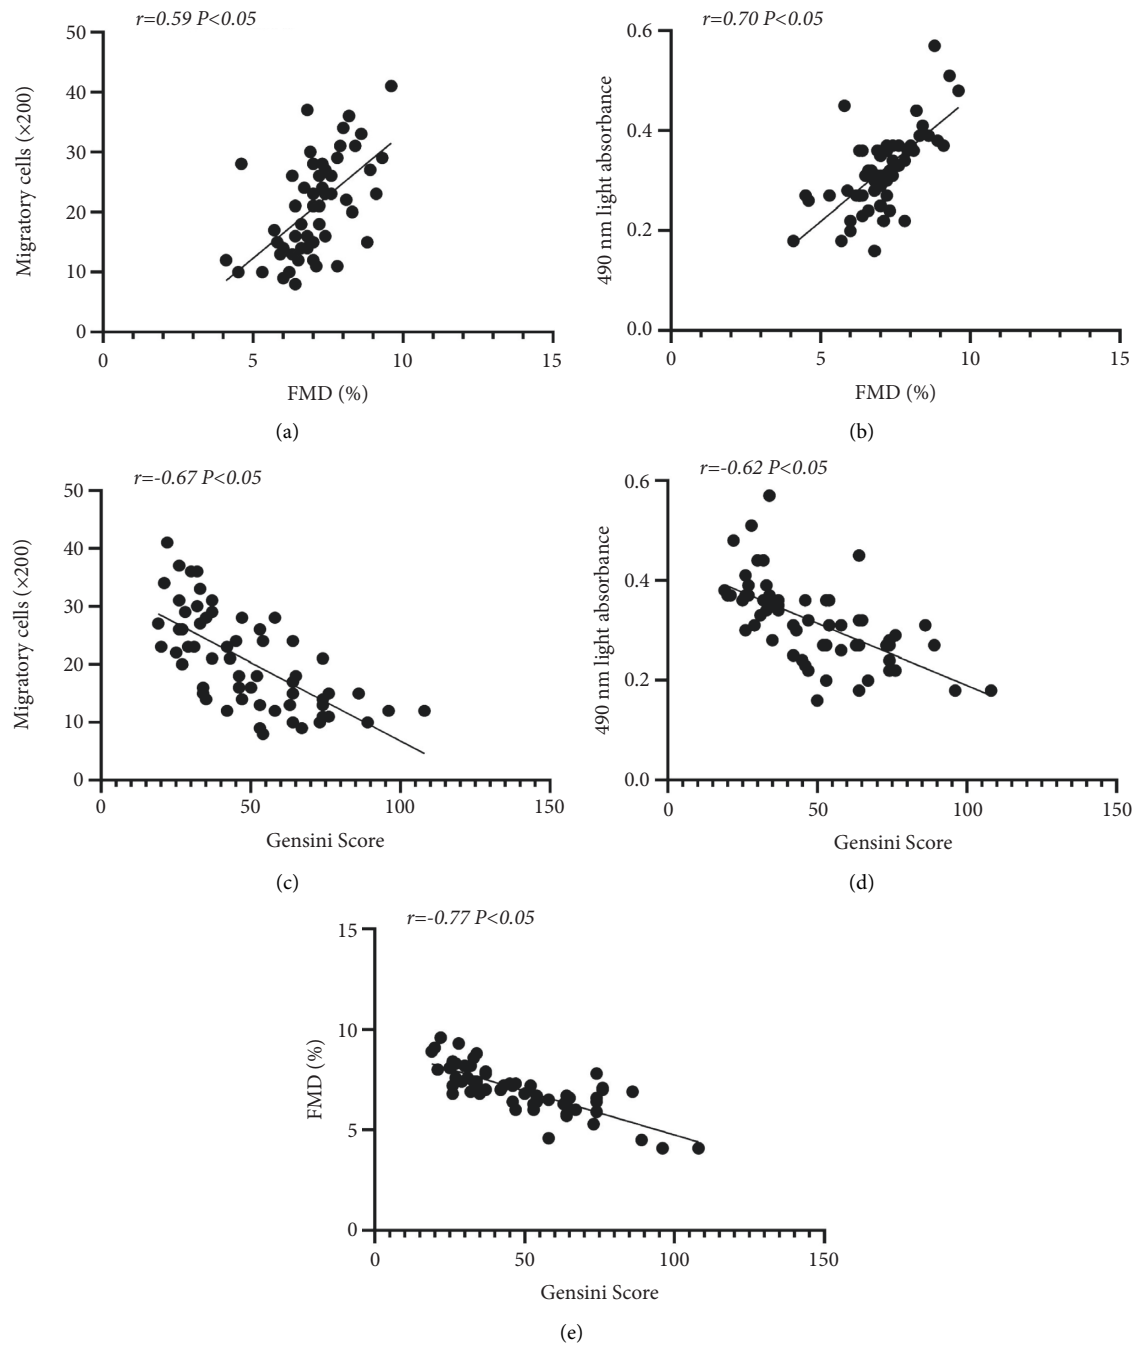 r=0.59 P<0.05
50
40
30
20
10
0
Migratory cells (×200)
0 5 10 15
FMD (%)
(a)
r=0.70 P<0.05
0.6
0.4
0.2
0.0
490 nm light absorbance
0 5 10 15
FMD (%)
(b)
r=-0.67 P<0.05
50
40
30
20
10
0
Migratory cells (×200)
0 50 100 150
Gensini Score
(c)
r=-0.62 P<0.05
0.6
0.4
0.2
0.0
490 nm light absorbance
0 50 100 150
Gensini Score
(d)
r=-0.77 P<0.05
15
10
5
0
FMD (%)
0 50 100 150
Gensini Score
(e)